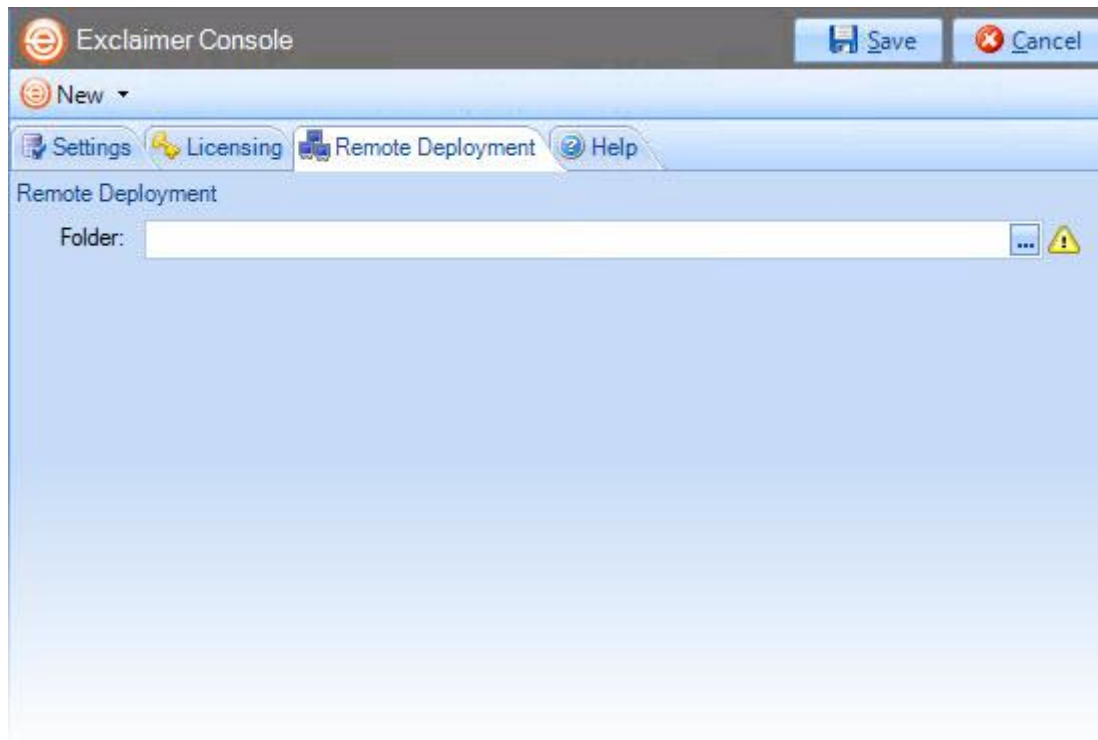 Exclaimer Console Save Cancel
New
Settings Licensing Remote Deployment Help
Remote Deployment
Folder: ...